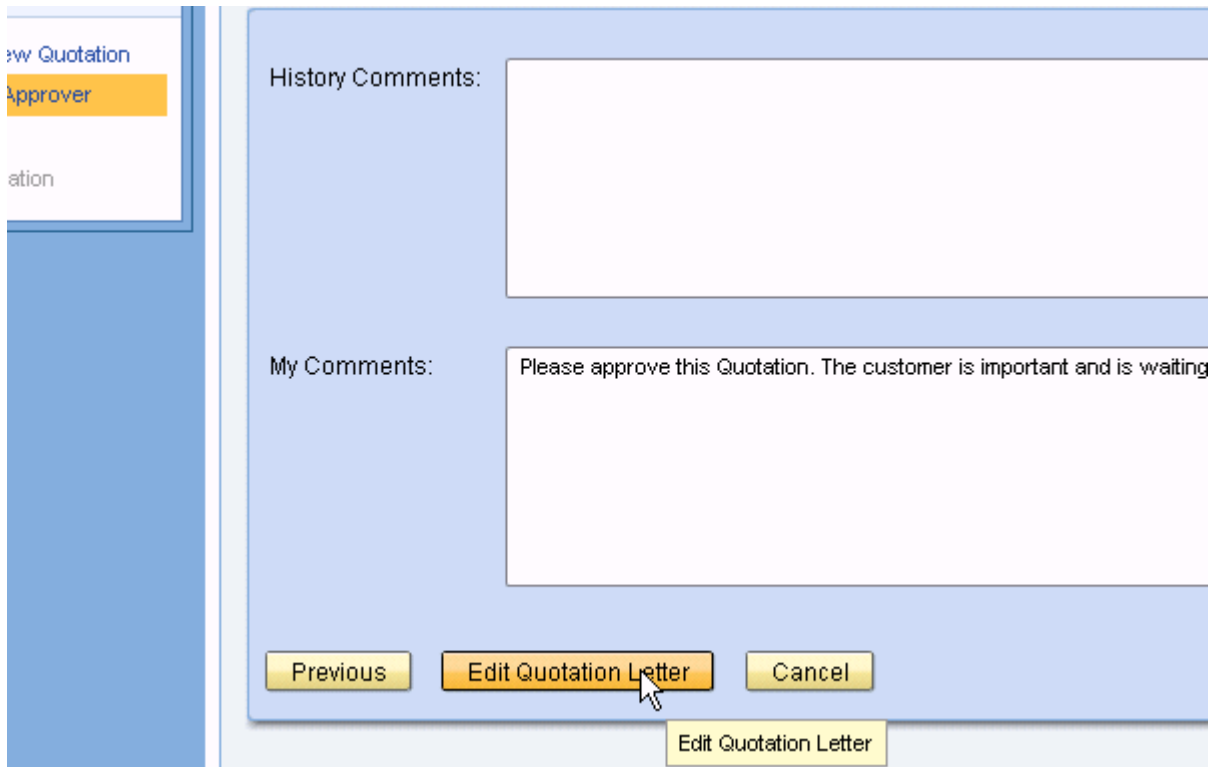 ew Quotation
Approver
ation
History Comments:
My Comments:
Please approve this Quotation. The customer is important and is waiting
Previous
Edit Quotation Letter
Cancel
Edit Quotation Letter